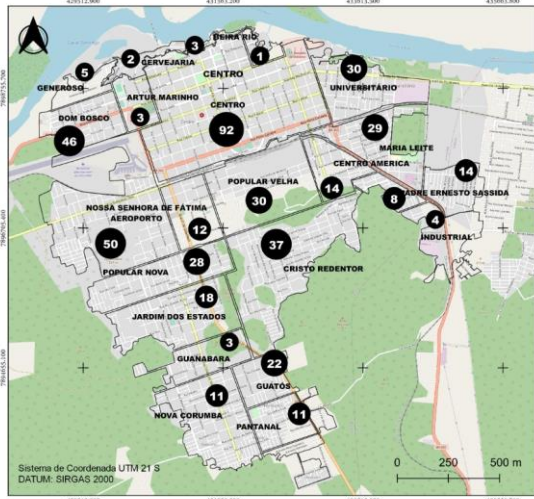 BEIRA RIO
3
2
1
CERVEJARIA
5
CENTRO
30
GENEROSO
UNIVERSITÁRIO
ARTUR MARINHO
CENTRO
DOM BOSCO
3
92
29
46
MARIA LEITE
CENTRO AMERICA
14
POPULAR VELHA
14
PADRE ERNESTO SASSIDA
30
8
NOSSA SENHORA DE FÁTIMA
AEROPORTO
4
12
INDUSTRIAL
50
37
28
CRISTO REDENTOR
POPULAR NOVA
18
JARDIM DOS ESTADOS
3
GUANABARA
22
GUATÓS
11
11
NOVA CORUMBA
PANTANAL
Sistema de Coordenada UTM 21 S
DATUM: SIRGAS 2000
0 250 500 m